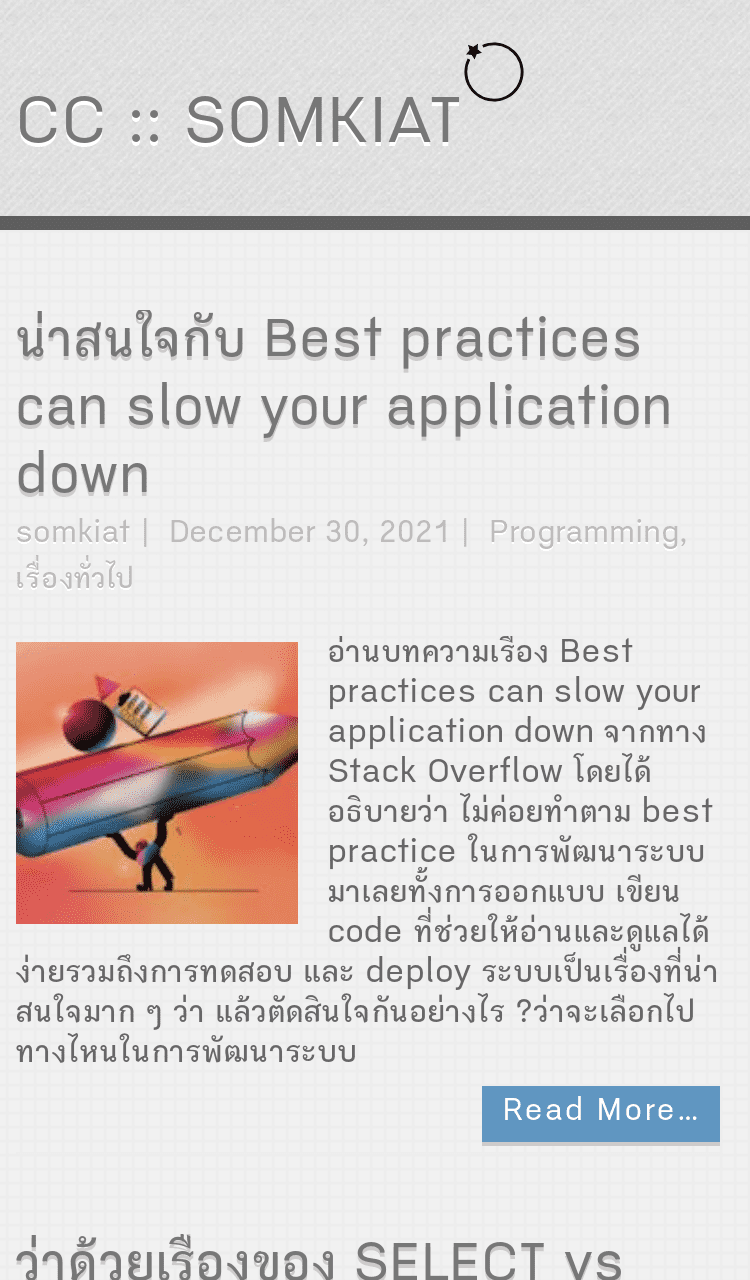 CC :: SOMKIAT
น่าสนใจกับ Best practices
can slow your application
down
somkiat | December 30, 2021 | Programming,
เรื่องทั่วไป
อ่านบทความเรื่อง Best
practices can slow your
application down จากทาง
Stack Overflow โดยได้
อธิบายว่า ไม่ค่อยทำตาม best
practice ในการพัฒนาระบบ
มาเลยทั้งการออกแบบ เขียน
code ที่ช่วยให้อ่านและดูแลได้
ง่ายรวมถึงการทดสอบ และ deploy ระบบเป็นเรื่องที่น่า
สนใจมาก ๆ ว่า แล้วตัดสินใจกันอย่างไร ?ว่าจะเลือกไป
ทางไหนในการพัฒนาระบบ
Read More…
ว่าด้วยเรื่องของ SELECT vs